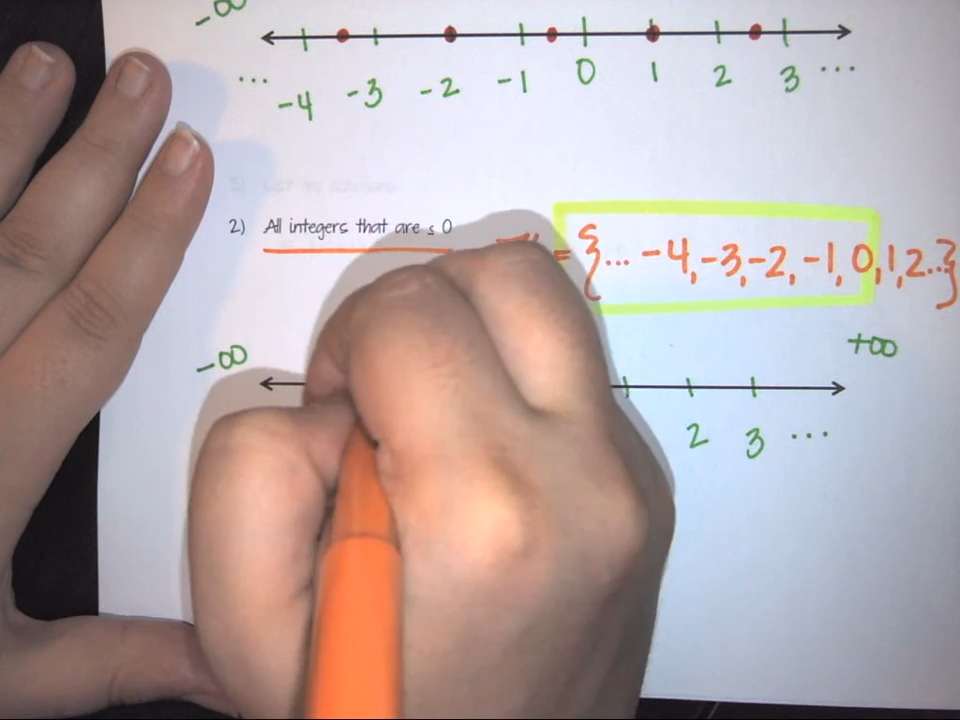 -∞
... -4 -3 -2 -1 0 1 2 3 ...
2) All integers that are ≤ 0 = {... -4, -3, -2, -1, 0, 1, 2..}
-∞ +∞
2 3 ...